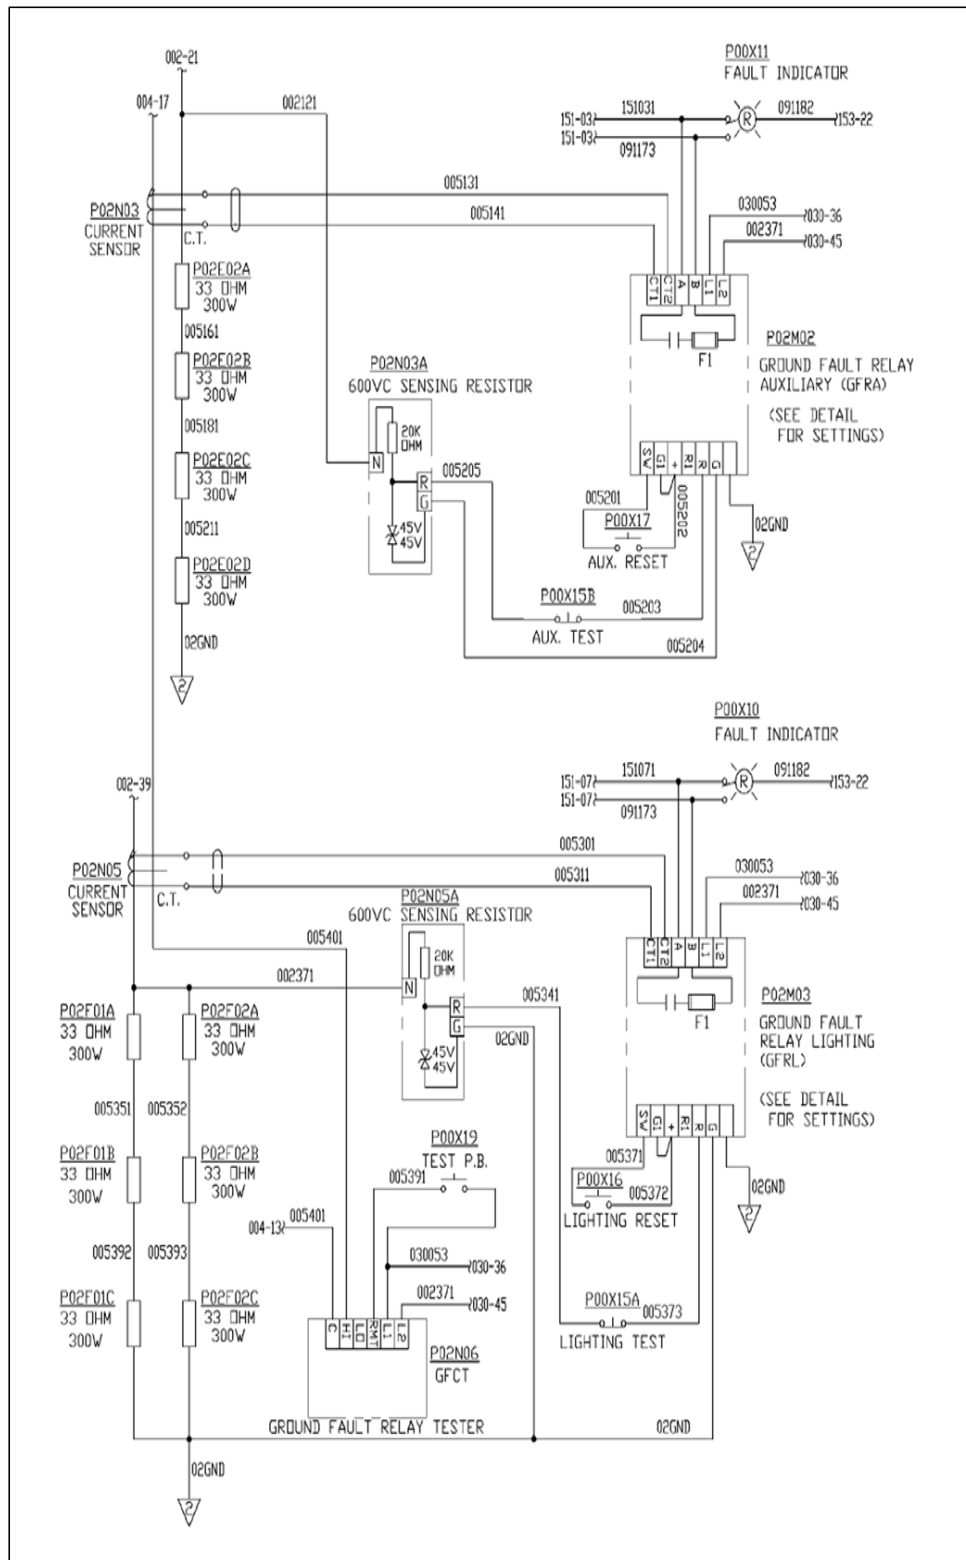 002-21
004-17
002121
P00X11
FAULT INDICATOR
151-03
151031
R
091182
153-22
151-03
091173
005131
005141
P02N03
CURRENT
SENSOR
C.T.
030053
030-36
002371
030-45
CT1 CT2 A B L1 L2
F1
P02M02
GROUND FAULT RELAY
AUXILIARY (GFRA)
(SEE DETAIL
FOR SETTINGS)
P02E02A
33 OHM
300W
005161
P02E02B
33 OHM
300W
005181
P02E02C
33 OHM
300W
005211
P02E02D
33 OHM
300W
02GND
2
P02N03A
600VC SENSING RESISTOR
20K
OHM
N
R
G
45V
45V
005205
SW G1 + R1 R G
005201
005202
P00X17
AUX. RESET
02GND
2
P00X15B
005203
AUX. TEST
005204
P00X10
FAULT INDICATOR
151-07
151071
R
091182
153-22
151-07
091173
002-39
005301
005311
P02N05
CURRENT
SENSOR
C.T.
030053
030-36
002371
030-45
CT1 CT2 A B L1 L2
F1
P02M03
GROUND FAULT
RELAY LIGHTING
(GFRL)
(SEE DETAIL
FOR SETTINGS)
P02N05A
600VC SENSING RESISTOR
005401
002371
20K
OHM
N
R
G
45V
45V
005341
02GND
P02F01A
33 OHM
300W
P02F02A
33 OHM
300W
005351
005352
P02F01B
33 OHM
300W
P02F02B
33 OHM
300W
005392
005393
P02F01C
33 OHM
300W
P02F02C
33 OHM
300W
SW G1 + R1 R G
005371
P00X16
005372
LIGHTING RESET
02GND
2
P00X19
TEST P.B.
005391
004-13
005401
030053
030-36
002371
030-45
C HI LO RMT L1 L2
P02N06
GFCT
GROUND FAULT RELAY TESTER
P00X15A
005373
LIGHTING TEST
02GND
02GND
2